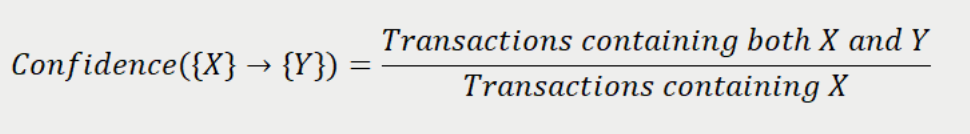 Confidence({X} → {Y}) = Transactions containing both X and Y
Transactions containing X